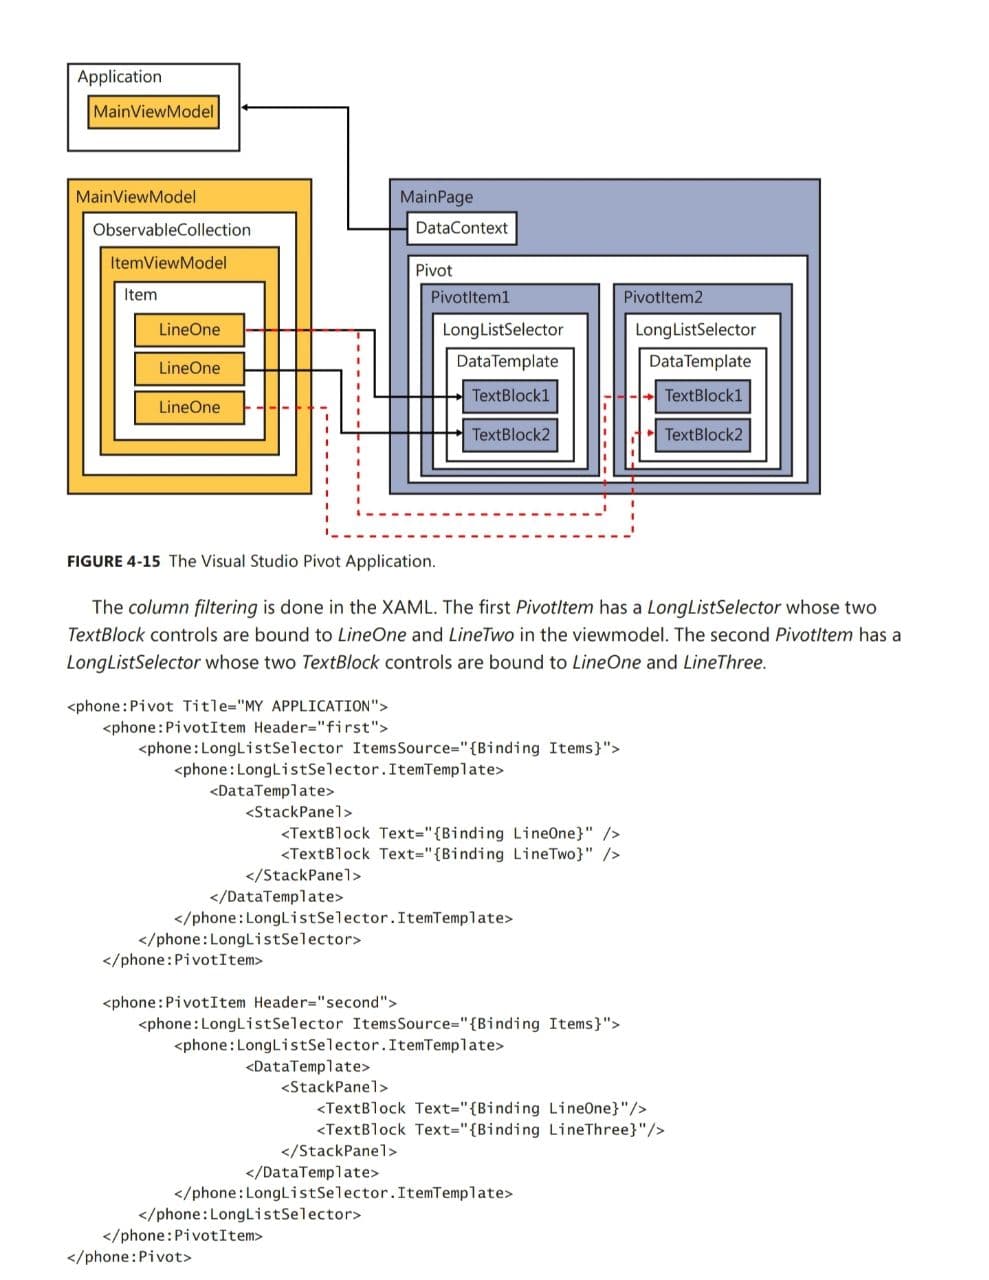 Application
MainViewModel
MainViewModel
ObservableCollection
ItemViewModel
Item
LineOne
LineOne
LineOne
MainPage
DataContext
Pivot
PivotItem1
LongListSelector
DataTemplate
TextBlock1
TextBlock2
PivotItem2
LongListSelector
DataTemplate
TextBlock1
TextBlock2
FIGURE 4-15 The Visual Studio Pivot Application.
The column filtering is done in the XAML. The first PivotItem has a LongListSelector whose two
TextBlock controls are bound to LineOne and LineTwo in the viewmodel. The second PivotItem has a
LongListSelector whose two TextBlock controls are bound to LineOne and LineThree.
<phone:Pivot Title="MY APPLICATION">
<phone:PivotItem Header="first">
<phone:LongListSelector ItemsSource="{Binding Items}">
<phone:LongListSelector.ItemTemplate>
<DataTemplate>
<StackPanel>
<TextBlock Text="{Binding LineOne}" />
<TextBlock Text="{Binding LineTwo}" />
</StackPanel>
</DataTemplate>
</phone:LongListSelector.ItemTemplate>
</phone:LongListSelector>
</phone:PivotItem>
<phone:PivotItem Header="second">
<phone:LongListSelector ItemsSource="{Binding Items}">
<phone:LongListSelector.ItemTemplate>
<DataTemplate>
<StackPanel>
<TextBlock Text="{Binding LineOne}"/>
<TextBlock Text="{Binding LineThree}"/>
</StackPanel>
</DataTemplate>
</phone:LongListSelector.ItemTemplate>
</phone:LongListSelector>
</phone:PivotItem>
</phone:Pivot>